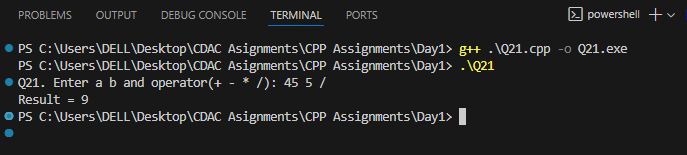 PROBLEMS OUTPUT DEBUG CONSOLE TERMINAL PORTS powershell
PS C:\Users\DELL\Desktop\CDAC Asignments\CPP Assignments\Day1> g++ .\Q21.cpp -o Q21.exe
PS C:\Users\DELL\Desktop\CDAC Asignments\CPP Assignments\Day1> .\Q21
Q21. Enter a b and operator(+ - * /): 45 5 /
Result = 9
PS C:\Users\DELL\Desktop\CDAC Asignments\CPP Assignments\Day1>